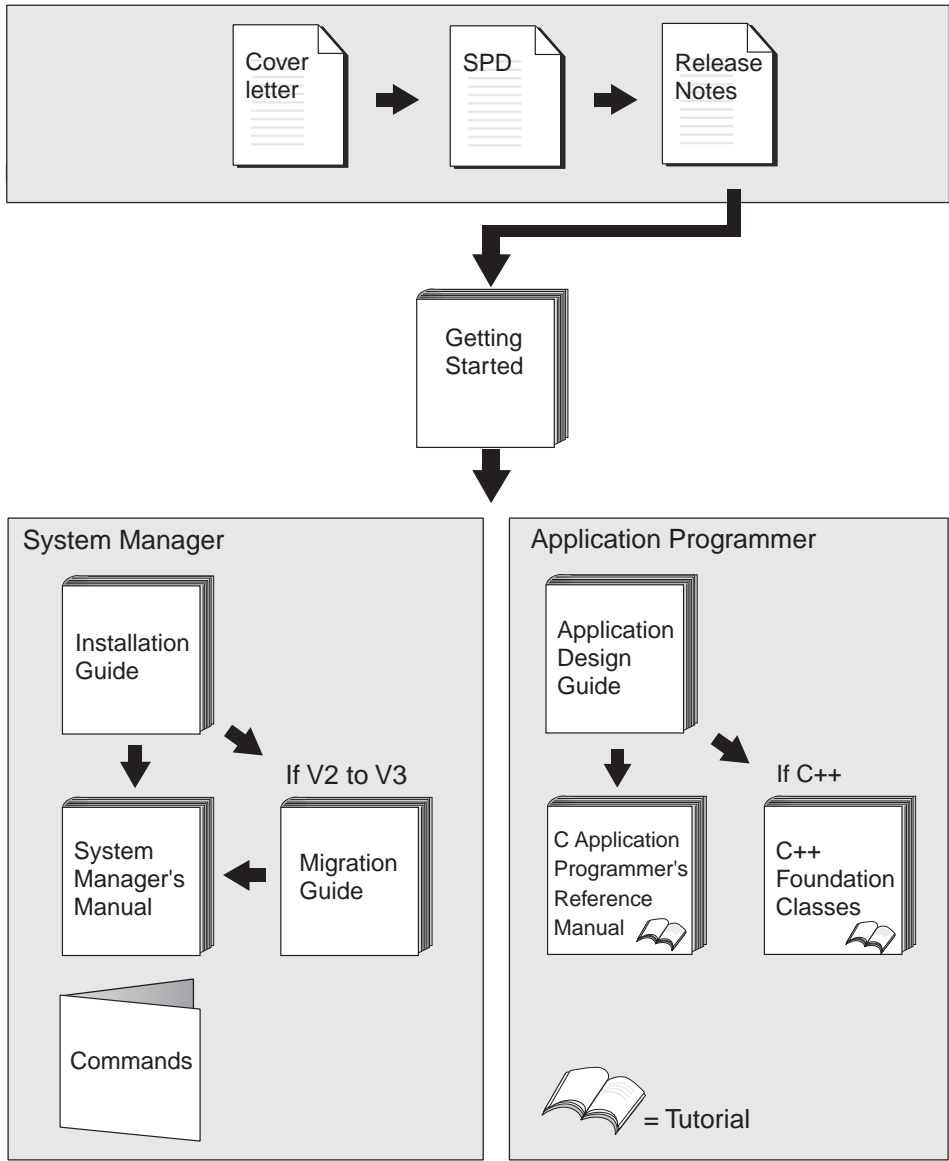 Cover
letter
SPD
Release
Notes
Getting
Started
System Manager
Installation
Guide
If V2 to V3
System
Manager's
Manual
Migration
Guide
Commands
Application Programmer
Application
Design
Guide
If C++
C Application
Programmer's
Reference
Manual
C++
Foundation
Classes
= Tutorial